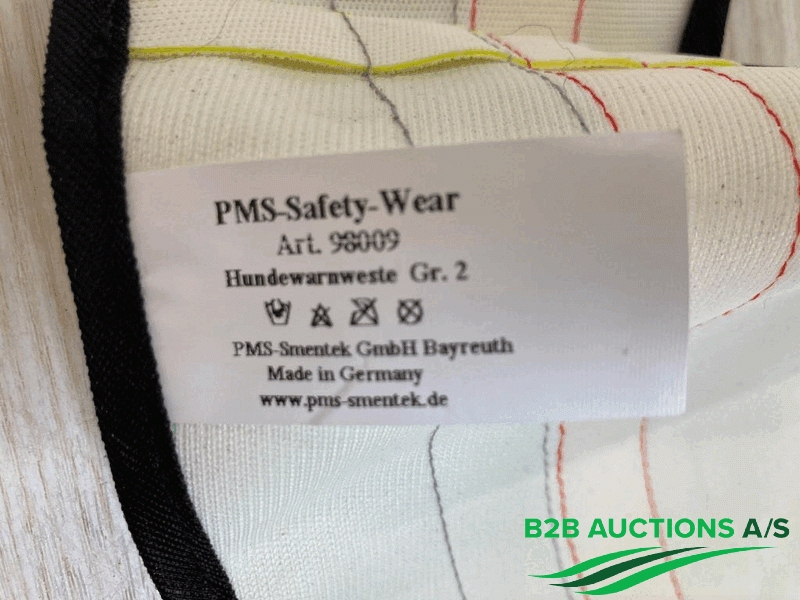 PMS-Safety-Wear
Art. 98009
Hundewarnweste Gr. 2
PMS-Smentek GmbH Bayreuth
Made in Germany
www.pms-smentek.de
B2B AUCTIONS A/S